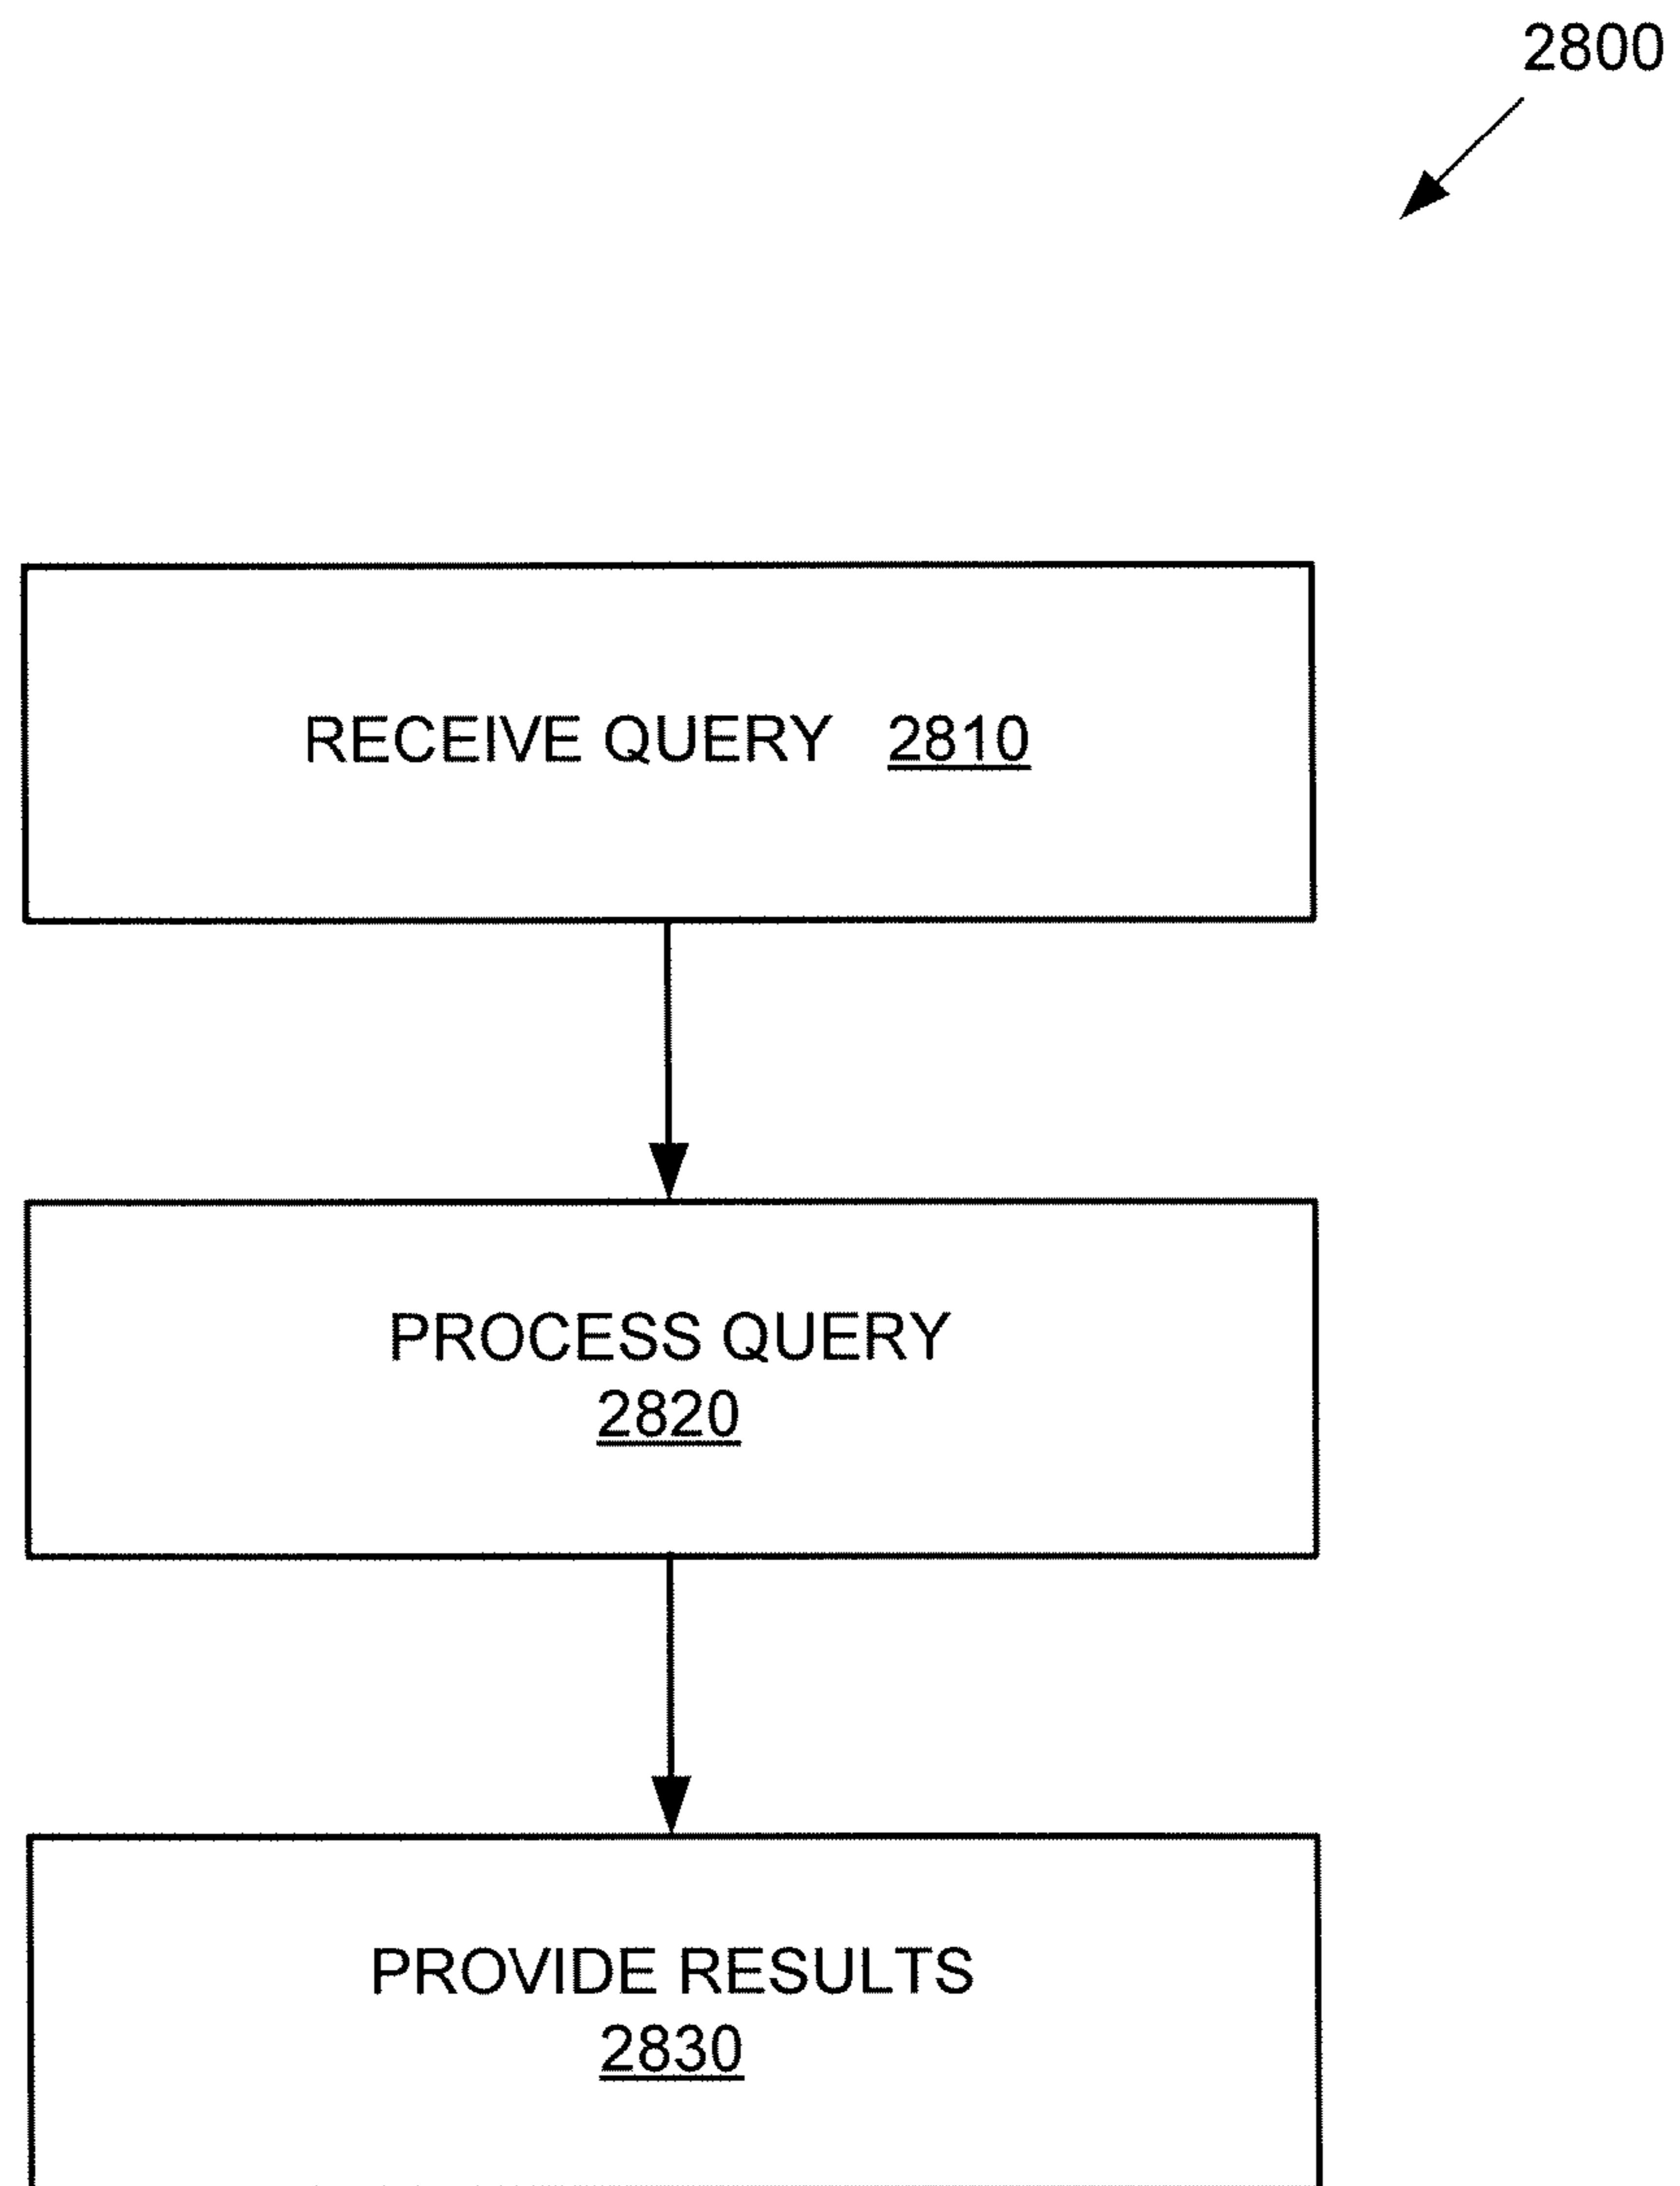 2800
RECEIVE QUERY 2810
PROCESS QUERY
2820
PROVIDE RESULTS
2830